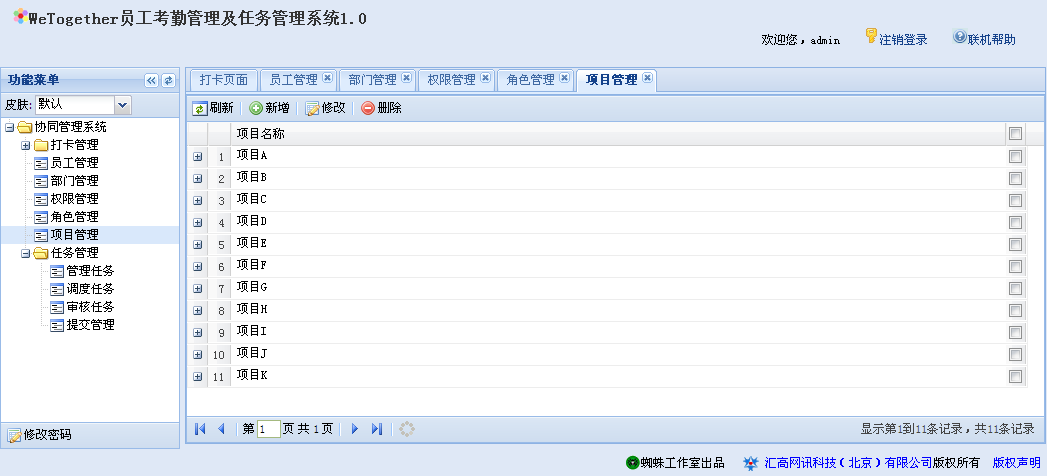 WeTogether员工考勤管理及任务管理系统1.0
欢迎您，admin 注销登录 联机帮助
功能菜单
皮肤: 默认
协同管理系统
打卡管理
员工管理
部门管理
权限管理
角色管理
项目管理
任务管理
管理任务
调度任务
审核任务
提交管理
修改密码
打卡页面 员工管理 部门管理 权限管理 角色管理 项目管理
刷新 新增 修改 删除
项目名称
1 项目A
2 项目B
3 项目C
4 项目D
5 项目E
6 项目F
7 项目G
8 项目H
9 项目I
10 项目J
11 项目K
第 1 页 共 1 页 显示第1到11条记录，共11条记录
蜘蛛工作室出品 汇高网讯科技（北京）有限公司版权所有 版权声明